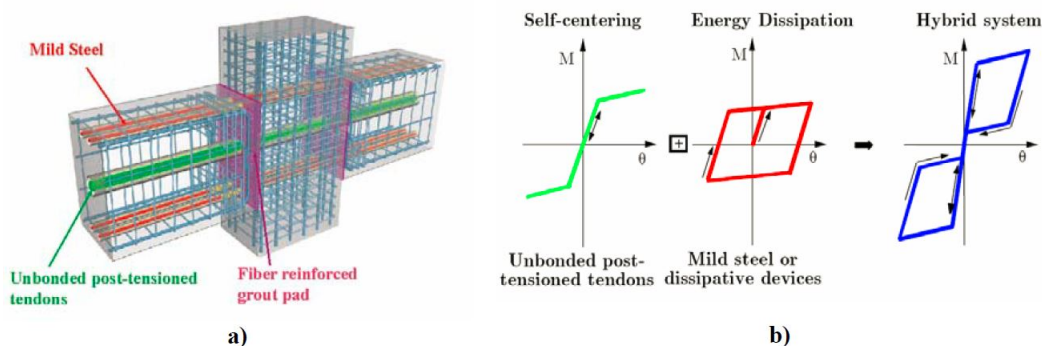 Mild Steel
Unbonded post-tensioned
tendons
Fiber reinforced
grout pad
a)
Self-centering
Energy Dissipation
Hybrid system
M
θ
+
M
θ
M
θ
Unbonded post-
tensioned tendons
Mild steel or
dissipative devices
b)